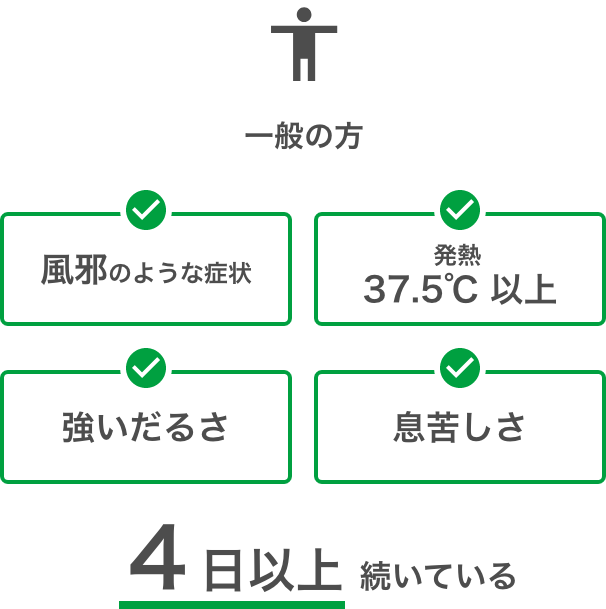 一般の方
風邪のような症状
発熱
37.5℃ 以上
強いだるさ
息苦しさ
4日以上 続いている